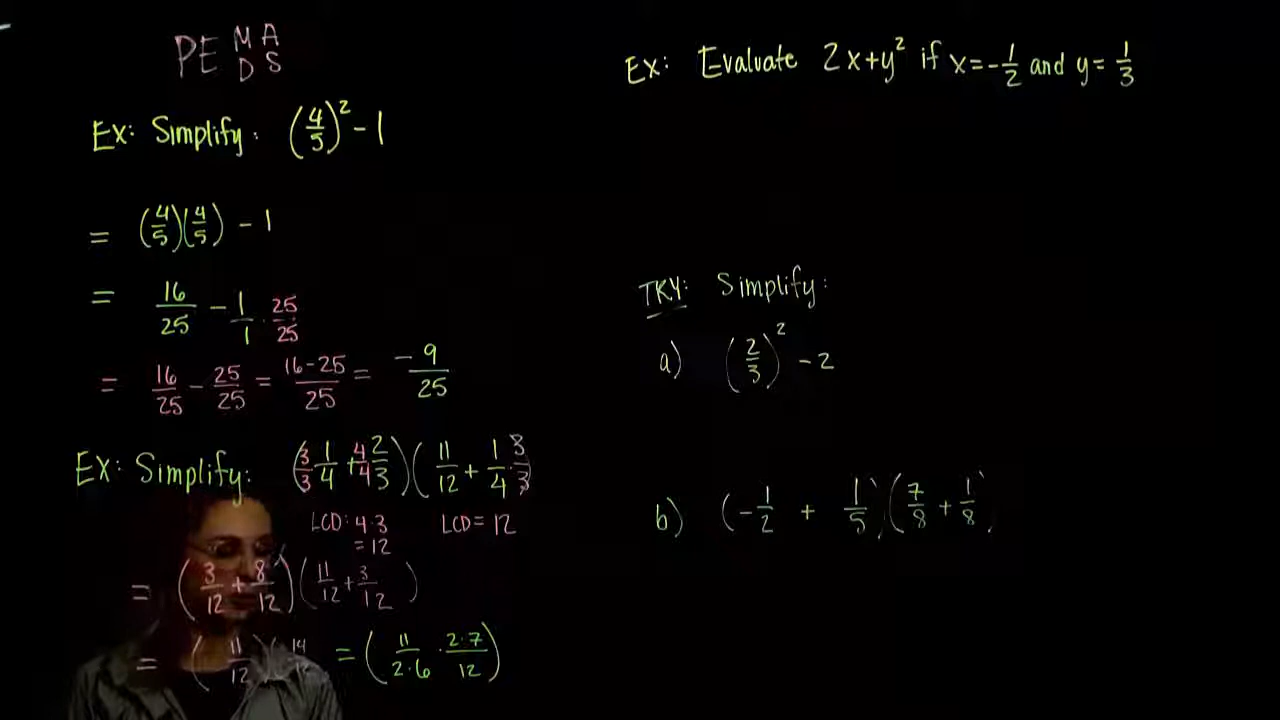 PE M A
D S
Ex: Simplify: (4/5)² - 1
= (4/5)(4/5) - 1
= 16/25 - 1/1 · 25/25
= 16/25 - 25/25 = 16-25/25 = -9/25
Ex: Simplify: (3/3 1/4 + 4/4 2/3)(11/12 + 1/4 · 3/3)
LCD: 4·3 LCD= 12
= 12
= (3/12 + 8/12)(11/12 + 3/12)
= (11/12)(14/ = (11/2·6 · 2·7/12)
Ex: Evaluate 2x+y² if x=-1/2 and y= 1/3
TRY: Simplify:
a) (2/3)² - 2
b) (-1/2 + 1/5)(7/8 + 1/8)